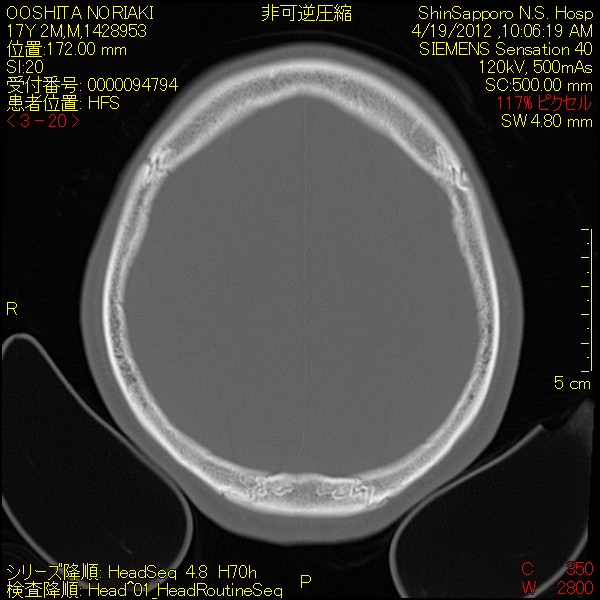 OOSHITA NORIAKI
17Y 2M,M,1428953
位置:172.00 mm
SI:20
受付番号: 0000094794
患者位置: HFS
<3-20>
非可逆圧縮
ShinSapporo N.S. Hosp
4/19/2012 ,10:06:19 AM
SIEMENS Sensation 40
120kV, 500mAs
SC:500.00 mm
117% ピクセル
SW 4.80 mm
R
5 cm
シリーズ降順: HeadSeq 4.8 H70h
検査降順: Head^01_HeadRoutineSeq
P
C 350
W 2800